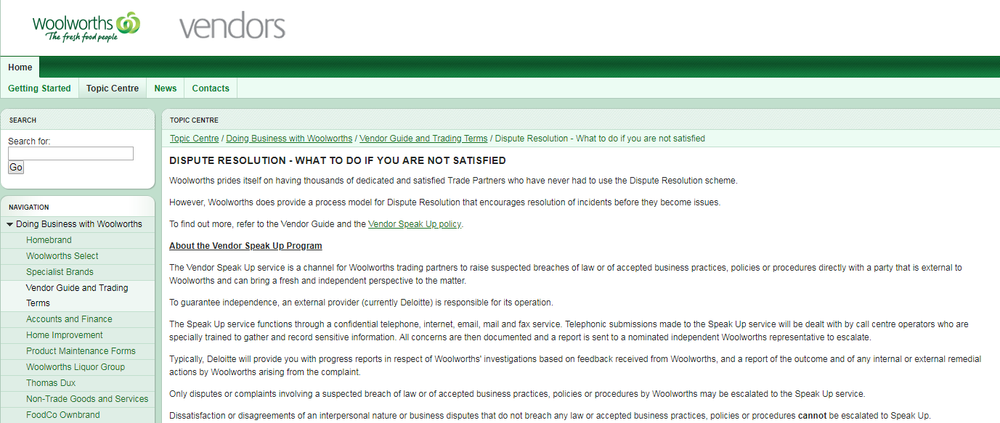 woolworths
The fresh food people
vendors
Home
Getting Started
Topic Centre
News
Contacts
SEARCH
Search for:
Go
NAVIGATION
Doing Business with Woolworths
Homebrand
Woolworths Select
Specialist Brands
Vendor Guide and Trading
Terms
Accounts and Finance
Home Improvement
Product Maintenance Forms
Woolworths Liquor Group
Thomas Dux
Non-Trade Goods and Services
FoodCo Ownbrand
TOPIC CENTRE
Topic Centre / Doing Business with Woolworths / Vendor Guide and Trading Terms / Dispute Resolution - What to do if you are not satisfied
DISPUTE RESOLUTION - WHAT TO DO IF YOU ARE NOT SATISFIED
Woolworths prides itself on having thousands of dedicated and satisfied Trade Partners who have never had to use the Dispute Resolution scheme.
However, Woolworths does provide a process model for Dispute Resolution that encourages resolution of incidents before they become issues.
To find out more, refer to the Vendor Guide and the Vendor Speak Up policy.
About the Vendor Speak Up Program
The Vendor Speak Up service is a channel for Woolworths trading partners to raise suspected breaches of law or of accepted business practices, policies or procedures directly with a party that is external to
Woolworths and can bring a fresh and independent perspective to the matter.
To guarantee independence, an external provider (currently Deloitte) is responsible for its operation.
The Speak Up service functions through a confidential telephone, internet, email, mail and fax service. Telephonic submissions made to the Speak Up service will be dealt with by call centre operators who are
specially trained to gather and record sensitive information. All concerns are then documented and a report is sent to a nominated independent Woolworths representative to escalate.
Typically, Deloitte will provide you with progress reports in respect of Woolworths' investigations based on feedback received from Woolworths, and a report of the outcome and of any internal or external remedial
actions by Woolworths arising from the complaint.
Only disputes or complaints involving a suspected breach of law or of accepted business practices, policies or procedures by Woolworths may be escalated to the Speak Up service.
Dissatisfaction or disagreements of an interpersonal nature or business disputes that do not breach any law or accepted business practices, policies or procedures cannot be escalated to Speak Up.